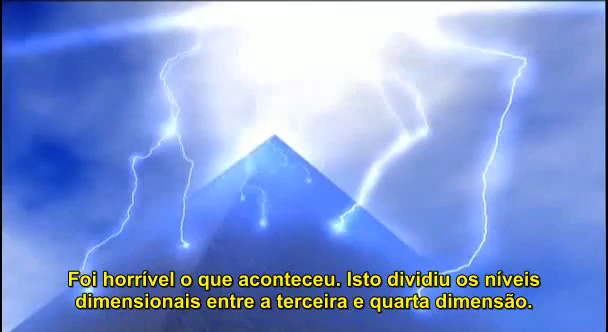 Foi horrível o que aconteceu. Isto dividiu os níveis
dimensionais entre a terceira e quarta dimensão.